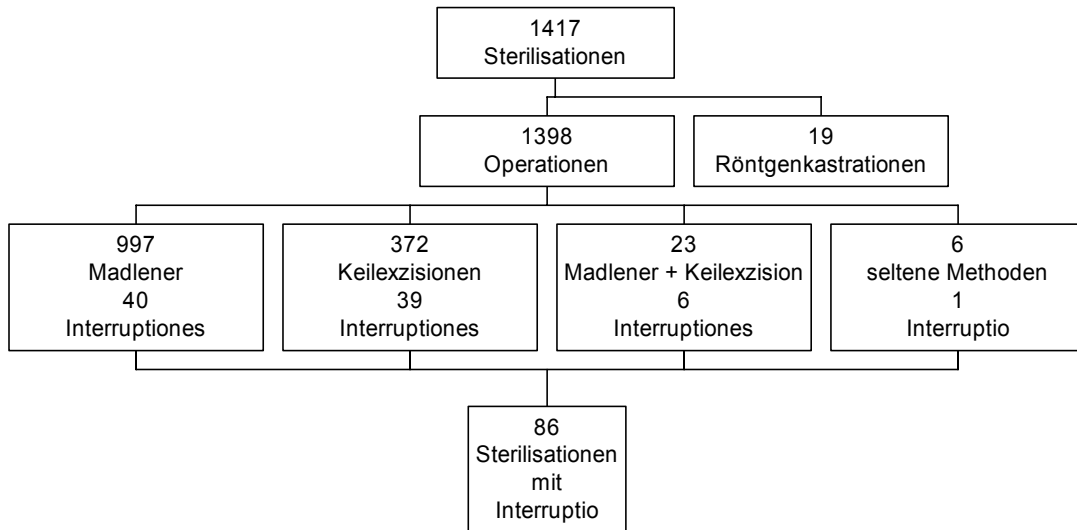 1417
Sterilisationen
1398
Operationen
19
Röntgenkastrationen
997
Madlener
40
Interruptiones
372
Keilexzisionen
39
Interruptiones
23
Madlener + Keilexzision
6
Interruptiones
6
seltene Methoden
1
Interruptio
86
Sterilisationen
mit
Interruptio